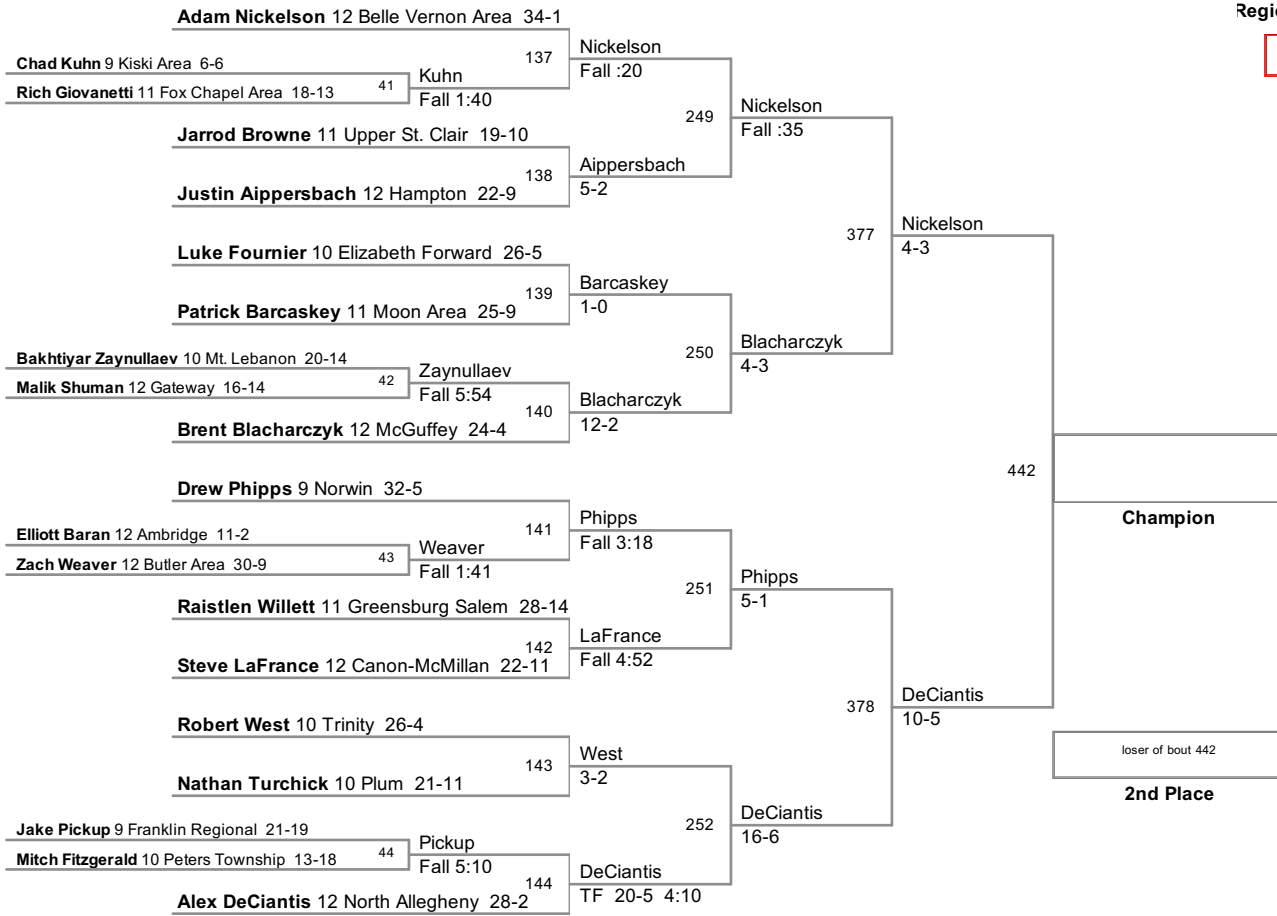 Regi
Adam Nickelson 12 Belle Vernon Area 34-1
137
Nickelson
Fall :20
Chad Kuhn 9 Kiski Area 6-6
41
Kuhn
Fall 1:40
Rich Giovanetti 11 Fox Chapel Area 18-13
249
Nickelson
Fall :35
Jarrod Browne 11 Upper St. Clair 19-10
138
Aippersbach
5-2
Justin Aippersbach 12 Hampton 22-9
377
Nickelson
4-3
Luke Fournier 10 Elizabeth Forward 26-5
139
Barcaskey
1-0
Patrick Barcaskey 11 Moon Area 25-9
250
Blacharczyk
4-3
Bakhtiyar Zaynullaev 10 Mt. Lebanon 20-14
42
Zaynullaev
Fall 5:54
Malik Shuman 12 Gateway 16-14
140
Blacharczyk
12-2
Brent Blacharczyk 12 McGuffey 24-4
442
Champion
Drew Phipps 9 Norwin 32-5
141
Phipps
Fall 3:18
Elliott Baran 12 Ambridge 11-2
43
Weaver
Fall 1:41
Zach Weaver 12 Butler Area 30-9
251
Phipps
5-1
Raistlen Willett 11 Greensburg Salem 28-14
142
LaFrance
Fall 4:52
Steve LaFrance 12 Canon-McMillan 22-11
378
DeCiantis
10-5
Robert West 10 Trinity 26-4
143
West
3-2
Nathan Turchick 10 Plum 21-11
loser of bout 442
2nd Place
252
DeCiantis
16-6
Jake Pickup 9 Franklin Regional 21-19
44
Pickup
Fall 5:10
Mitch Fitzgerald 10 Peters Township 13-18
144
DeCiantis
TF 20-5 4:10
Alex DeCiantis 12 North Allegheny 28-2